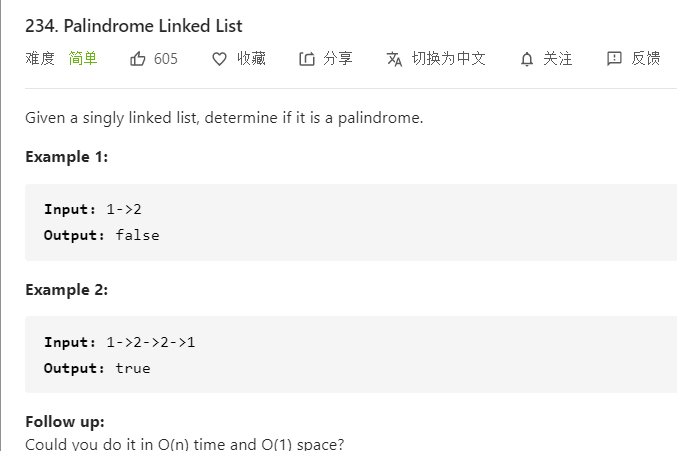 234. Palindrome Linked List
难度 简单 605 收藏 分享 切换为中文 关注 反馈
Given a singly linked list, determine if it is a palindrome.
Example 1:
Input: 1->2
Output: false
Example 2:
Input: 1->2->2->1
Output: true
Follow up:
Could you do it in O(n) time and O(1) space?